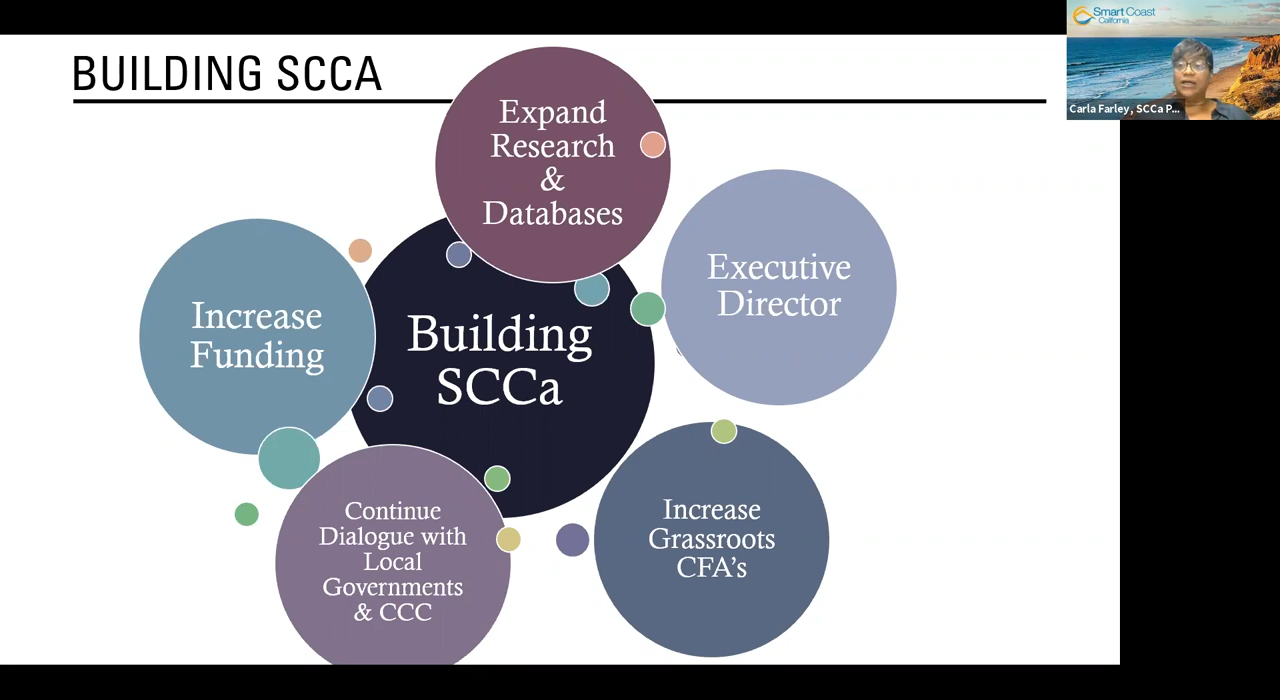 BUILDING SCCA
Smart Coast
California
Carla Farley, SCCa P...
Expand
Research
&
Databases
Executive
Director
Increase
Funding
Building
SCCa
Continue
Dialogue with
Local
Governments
& CCC
Increase
Grassroots
CFA's